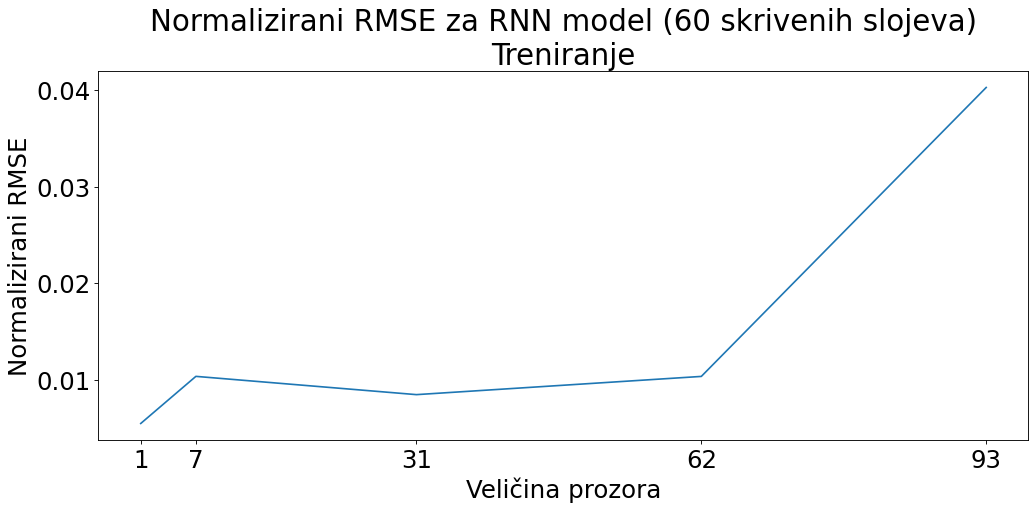 Normalizirani RMSE za RNN model (60 skrivenih slojeva)
Treniranje
Normalizirani RMSE
0.04
0.03
0.02
0.01
1 7 31 62 93
Veličina prozora